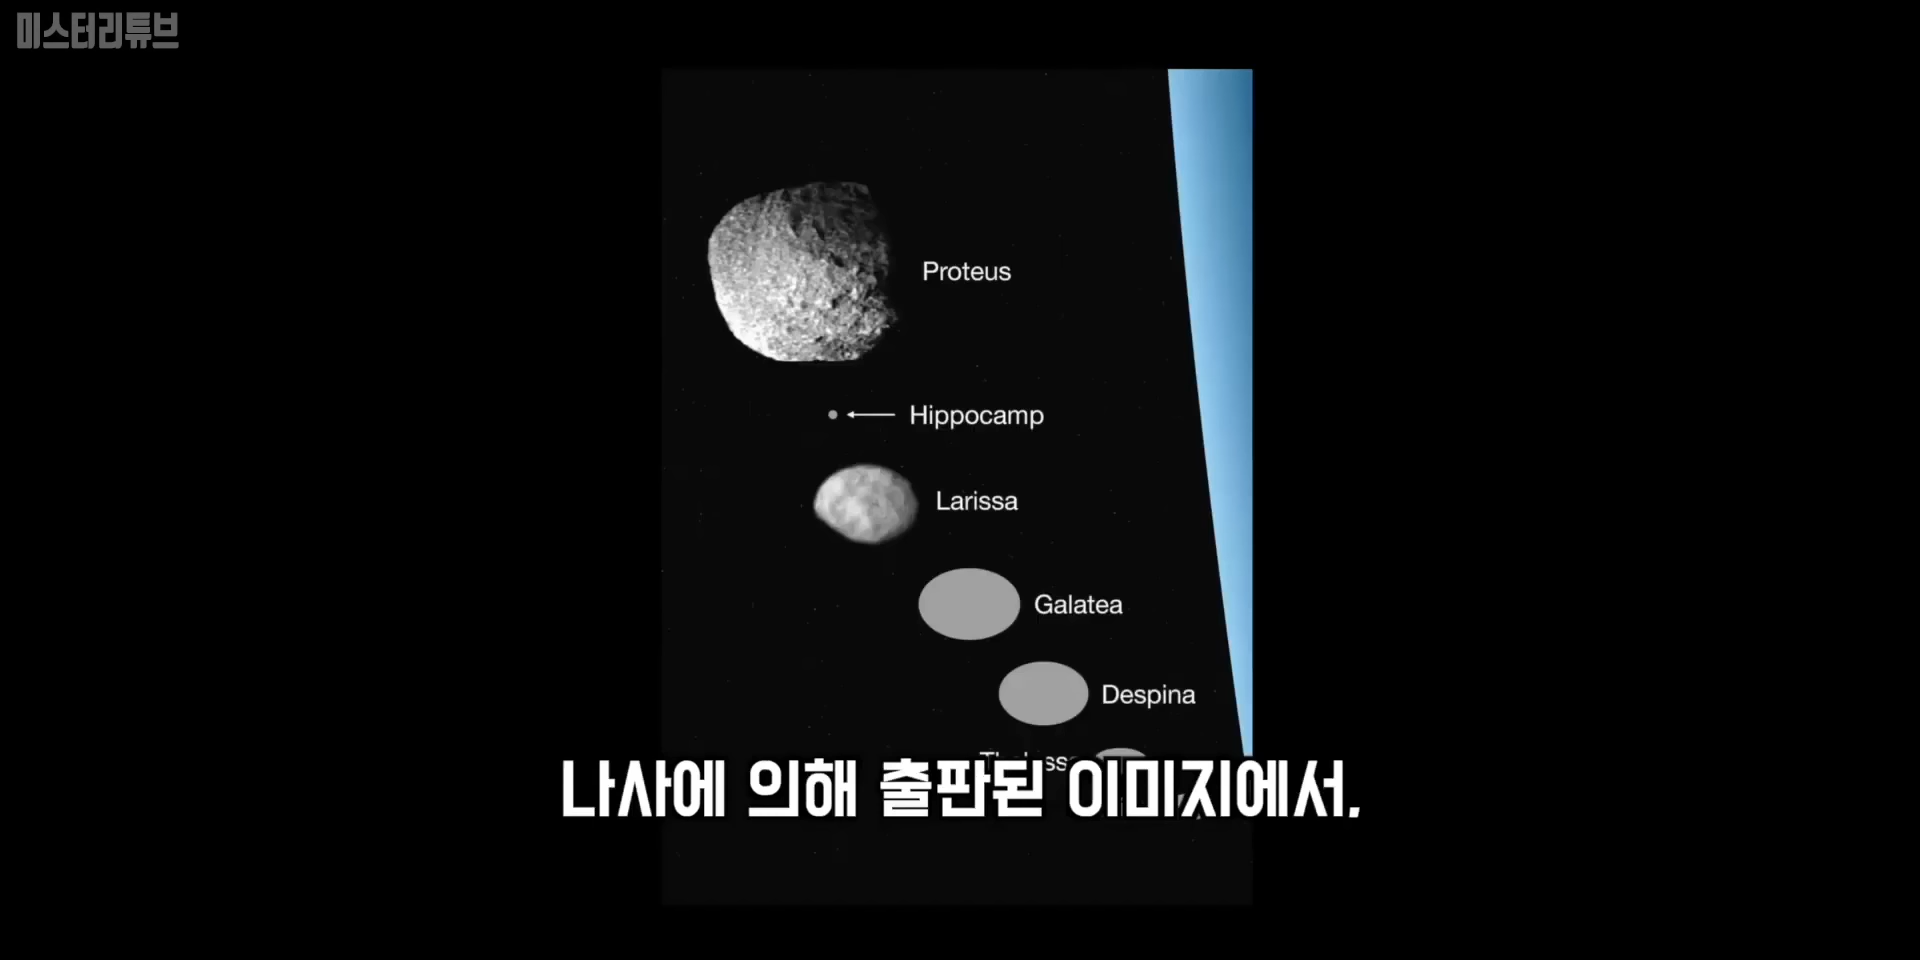 미스터리튜브
Proteus
Hippocamp
Larissa
Galatea
Despina
나사에 의해 출판된 이미지에서,